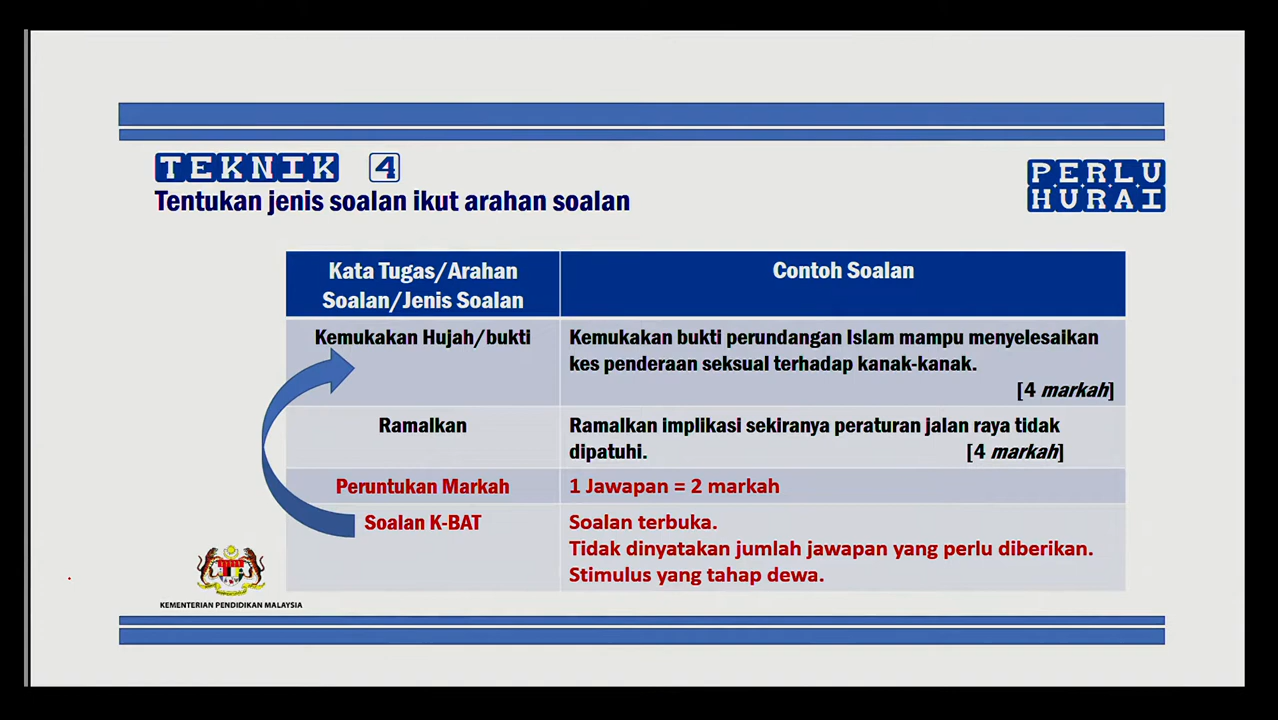 TEKNIK 4
Tentukan jenis soalan ikut arahan soalan
PERLU
HURAI
Kata Tugas/Arahan
Soalan/Jenis Soalan
Contoh Soalan
Kemukakan Hujah/bukti
Kemukakan bukti perundangan Islam mampu menyelesaikan
kes penderaan seksual terhadap kanak-kanak.
[4 markah]
Ramalkan
Ramalkan implikasi sekiranya peraturan jalan raya tidak
dipatuhi. [4 markah]
Peruntukan Markah
1 Jawapan = 2 markah
Soalan K-BAT
Soalan terbuka.
Tidak dinyatakan jumlah jawapan yang perlu diberikan.
Stimulus yang tahap dewa.
KEMENTERIAN PENDIDIKAN MALAYSIA